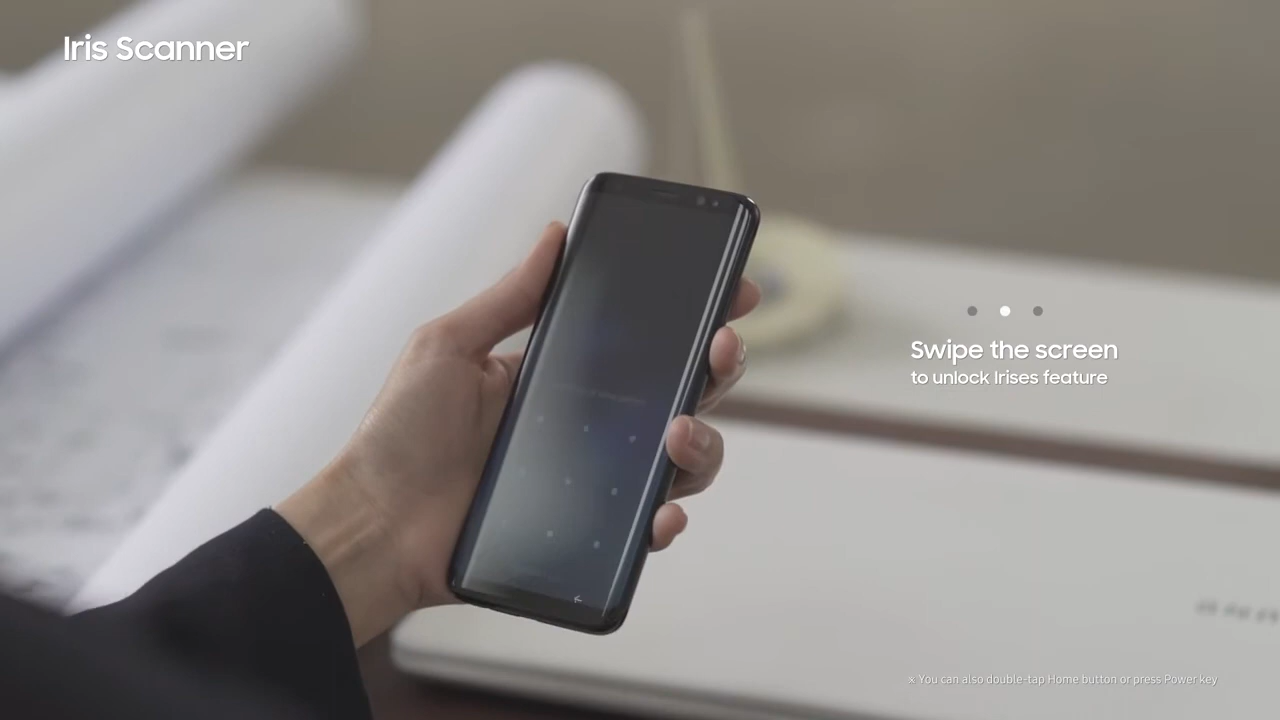 Iris Scanner
Swipe the screen
to unlock Irises feature
※ You can also double-tap Home button or press Power key